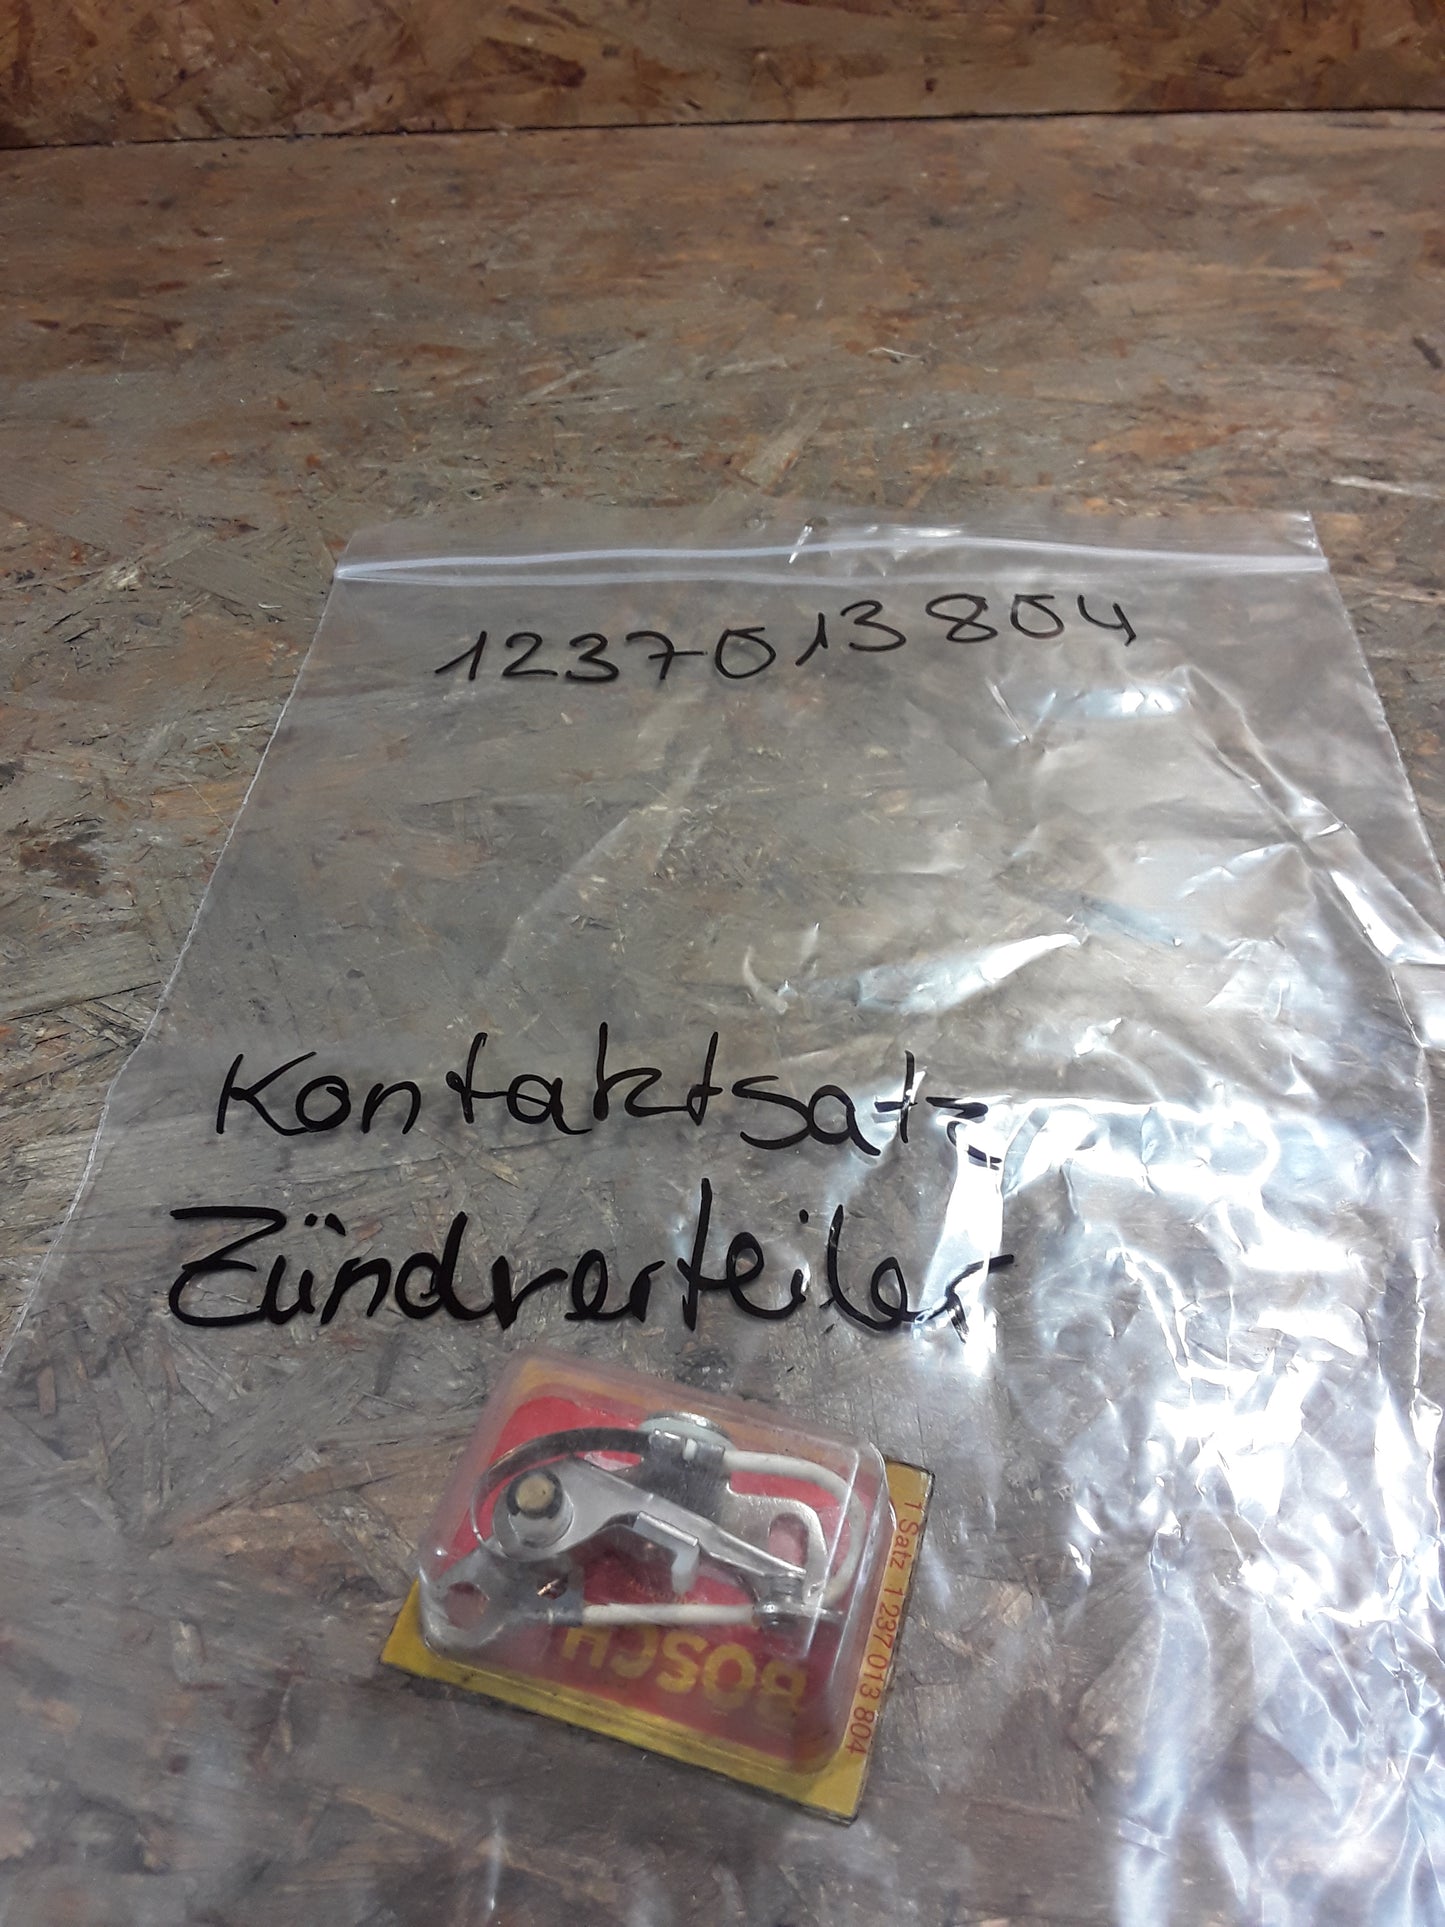 1237013804
Kontaktsatz
Zündverteiler
1 Satz 1 237 013 804
BOSCH